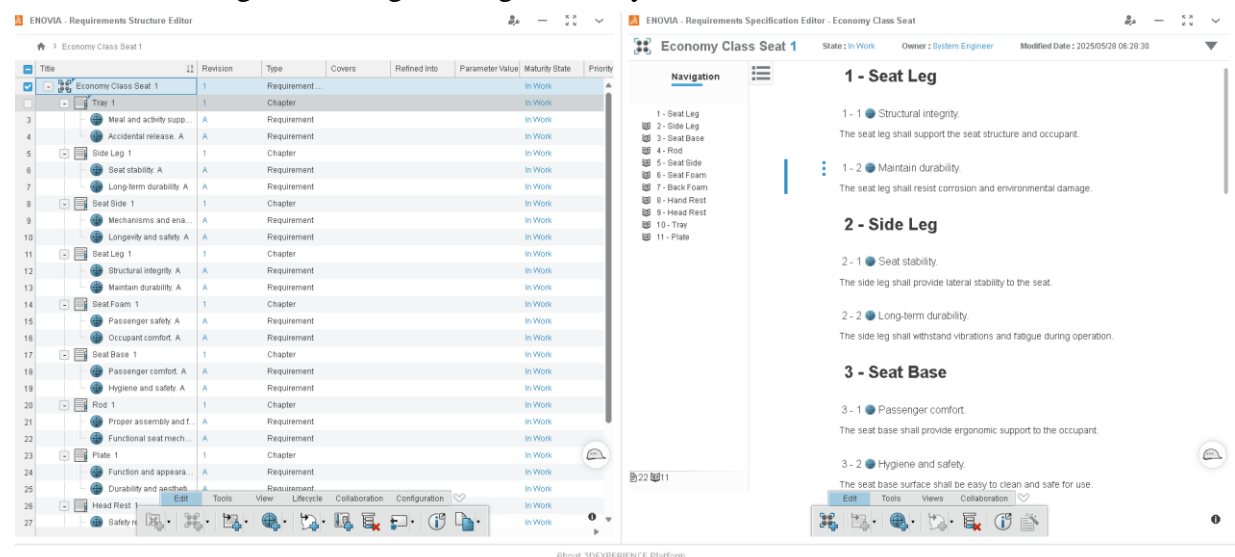 ENOVIA - Requirements Structure Editor
Economy Class Seat 1
Title Revision Type Covers Refined Into Parameter Value Maturity State Priority
Economy Class Seat 1 1 Requirement ... In Work
Tray 1 1 Chapter In Work
3 Meal and activity supp... A Requirement In Work
4 Accidental release. A A Requirement In Work
5 Side Leg 1 1 Chapter In Work
6 Seat stability. A A Requirement In Work
7 Long-term durability. A A Requirement In Work
8 Seat Side 1 1 Chapter In Work
9 Mechanisms and ena... A Requirement In Work
10 Longevity and safety. A A Requirement In Work
11 Seat Leg 1 1 Chapter In Work
12 Structural integrity. A A Requirement In Work
13 Maintain durability. A A Requirement In Work
14 Seat Foam 1 1 Chapter In Work
15 Passenger safety. A A Requirement In Work
16 Occupant comfort. A A Requirement In Work
17 Seat Base 1 1 Chapter In Work
18 Passenger comfort. A A Requirement In Work
19 Hygiene and safety. A A Requirement In Work
20 Rod 1 1 Chapter In Work
21 Proper assembly and f... A Requirement In Work
22 Functional seat mech... A Requirement In Work
23 Plate 1 1 Chapter In Work
24 Function and appeara... A Requirement In Work
25 Durability and aestheti... Requirement In Work
26 Head Rest 1 In Work
27 Safety In Work
Edit Tools View Lifecycle Collaboration Configuration
ENOVIA - Requirements Specification Editor - Economy Class Seat
Economy Class Seat 1 State : In Work Owner : System Engineer Modified Date : 2025/05/28 06:28:30
Navigation
1 - Seat Leg
2 - Side Leg
3 - Seat Base
4 - Rod
5 - Seat Side
6 - Seat Foam
7 - Back Foam
8 - Hand Rest
9 - Head Rest
10 - Tray
11 - Plate
22 11
1 - Seat Leg
1 - 1 Structural integrity.
The seat leg shall support the seat structure and occupant.
1 - 2 Maintain durability.
The seat leg shall resist corrosion and environmental damage.
2 - Side Leg
2 - 1 Seat stability.
The side leg shall provide lateral stability to the seat.
2 - 2 Long-term durability.
The side leg shall withstand vibrations and fatigue during operation.
3 - Seat Base
3 - 1 Passenger comfort.
The seat base shall provide ergonomic support to the occupant.
3 - 2 Hygiene and safety.
The seat base surface shall be easy to clean and safe for use.
Edit Tools Views Collaboration
About 3DEXPERIENCE Platform